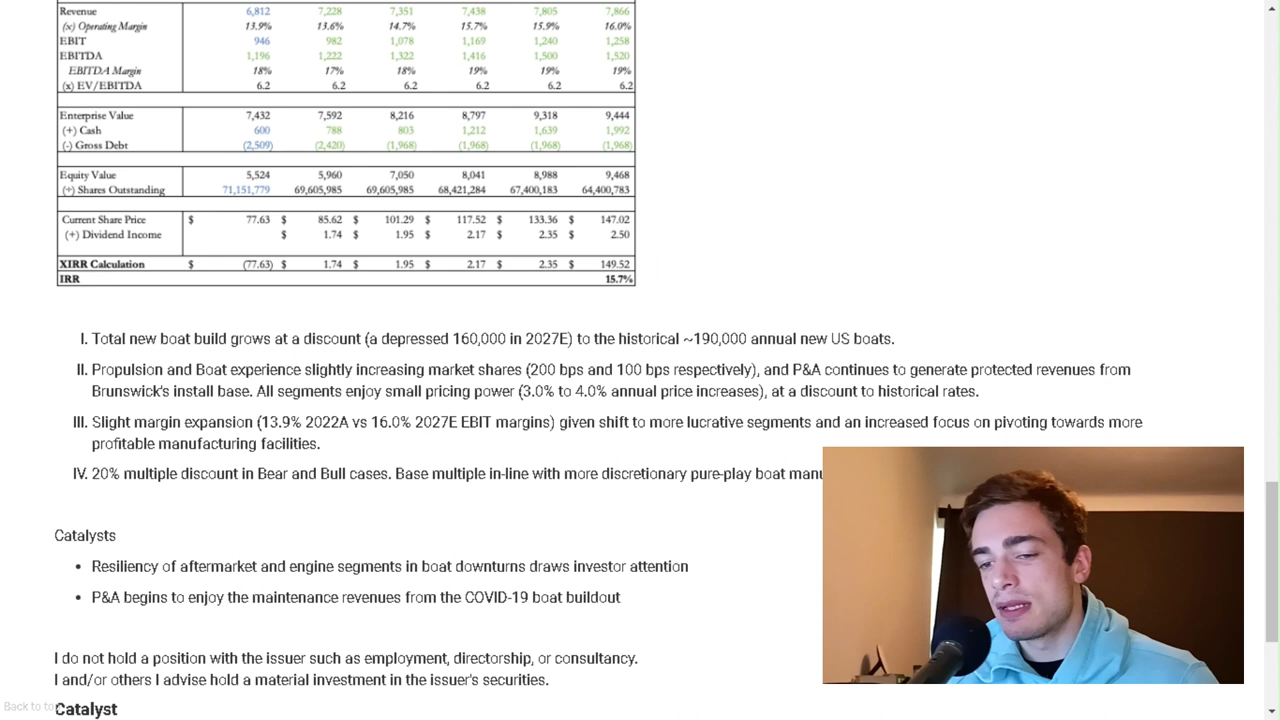 Revenue 6,812 7,228 7,351 7,438 7,805 7,866
(x) Operating Margin 13.9% 13.6% 14.7% 15.7% 15.9% 16.0%
EBIT 946 982 1,078 1,169 1,240 1,258
EBITDA 1,196 1,222 1,322 1,416 1,500 1,520
EBITDA Margin 18% 17% 18% 19% 19% 19%
(x) EV/EBITDA 6.2 6.2 6.2 6.2 6.2 6.2
Enterprise Value 7,432 7,592 8,216 8,797 9,318 9,444
(+) Cash 600 788 803 1,212 1,639 1,992
(-) Gross Debt (2,509) (2,420) (1,968) (1,968) (1,968) (1,968)
Equity Value 5,524 5,960 7,050 8,041 8,988 9,468
(÷) Shares Outstanding 71,151,779 69,605,985 69,605,985 68,421,284 67,400,183 64,400,783
Current Share Price $ 77.63 $ 85.62 $ 101.29 $ 117.52 $ 133.36 $ 147.02
(+) Dividend Income $ 1.74 $ 1.95 $ 2.17 $ 2.35 $ 2.50
XIRR Calculation $ (77.63) $ 1.74 $ 1.95 $ 2.17 $ 2.35 $ 149.52
IRR 15.7%
I. Total new boat build grows at a discount (a depressed 160,000 in 2027E) to the historical ~190,000 annual new US boats.
II. Propulsion and Boat experience slightly increasing market shares (200 bps and 100 bps respectively), and P&A continues to generate protected revenues from
Brunswick's install base. All segments enjoy small pricing power (3.0% to 4.0% annual price increases), at a discount to historical rates.
III. Slight margin expansion (13.9% 2022A vs 16.0% 2027E EBIT margins) given shift to more lucrative segments and an increased focus on pivoting towards more
profitable manufacturing facilities.
IV. 20% multiple discount in Bear and Bull cases. Base multiple in-line with more discretionary pure-play boat manu
Catalysts
• Resiliency of aftermarket and engine segments in boat downturns draws investor attention
• P&A begins to enjoy the maintenance revenues from the COVID-19 boat buildout
I do not hold a position with the issuer such as employment, directorship, or consultancy.
I and/or others I advise hold a material investment in the issuer's securities.
Back to to
Catalyst